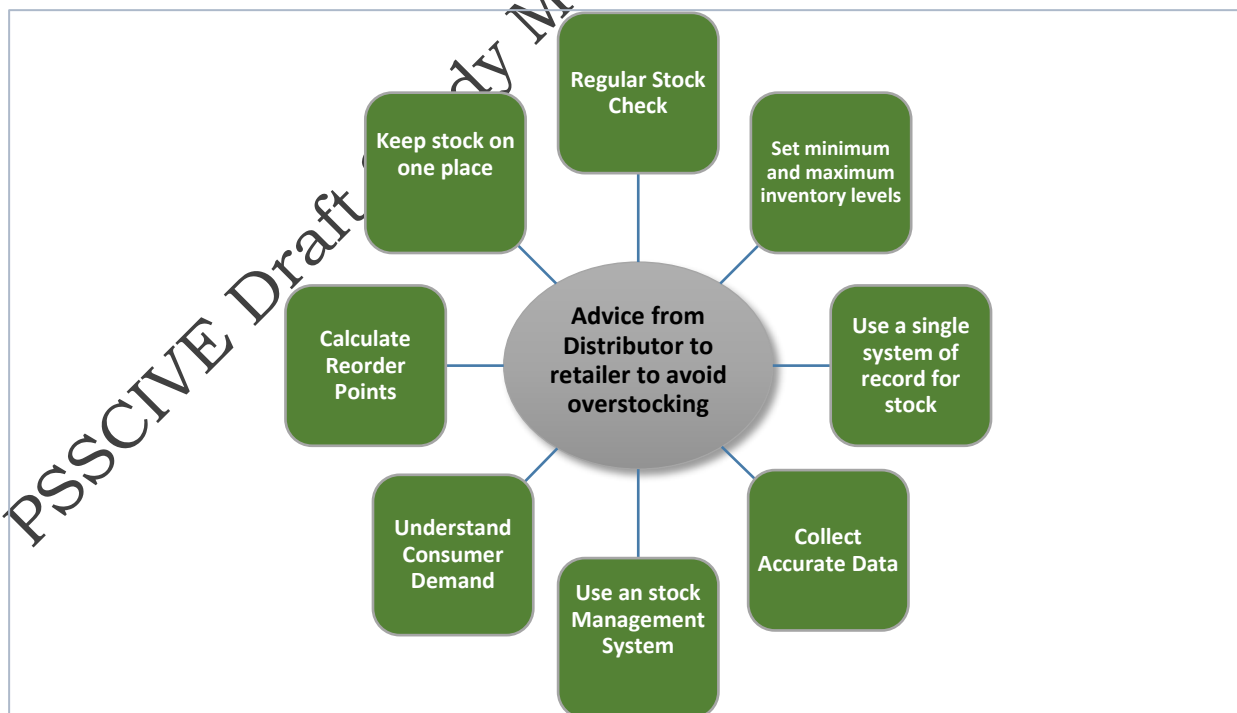 PSSCIVE Draft Study M
Regular Stock
Check
Set minimum
and maximum
inventory levels
Use a single
system of
record for
stock
Collect
Accurate Data
Use an stock
Management
System
Understand
Consumer
Demand
Calculate
Reorder
Points
Keep stock on
one place
Advice from
Distributor to
retailer to avoid
overstocking